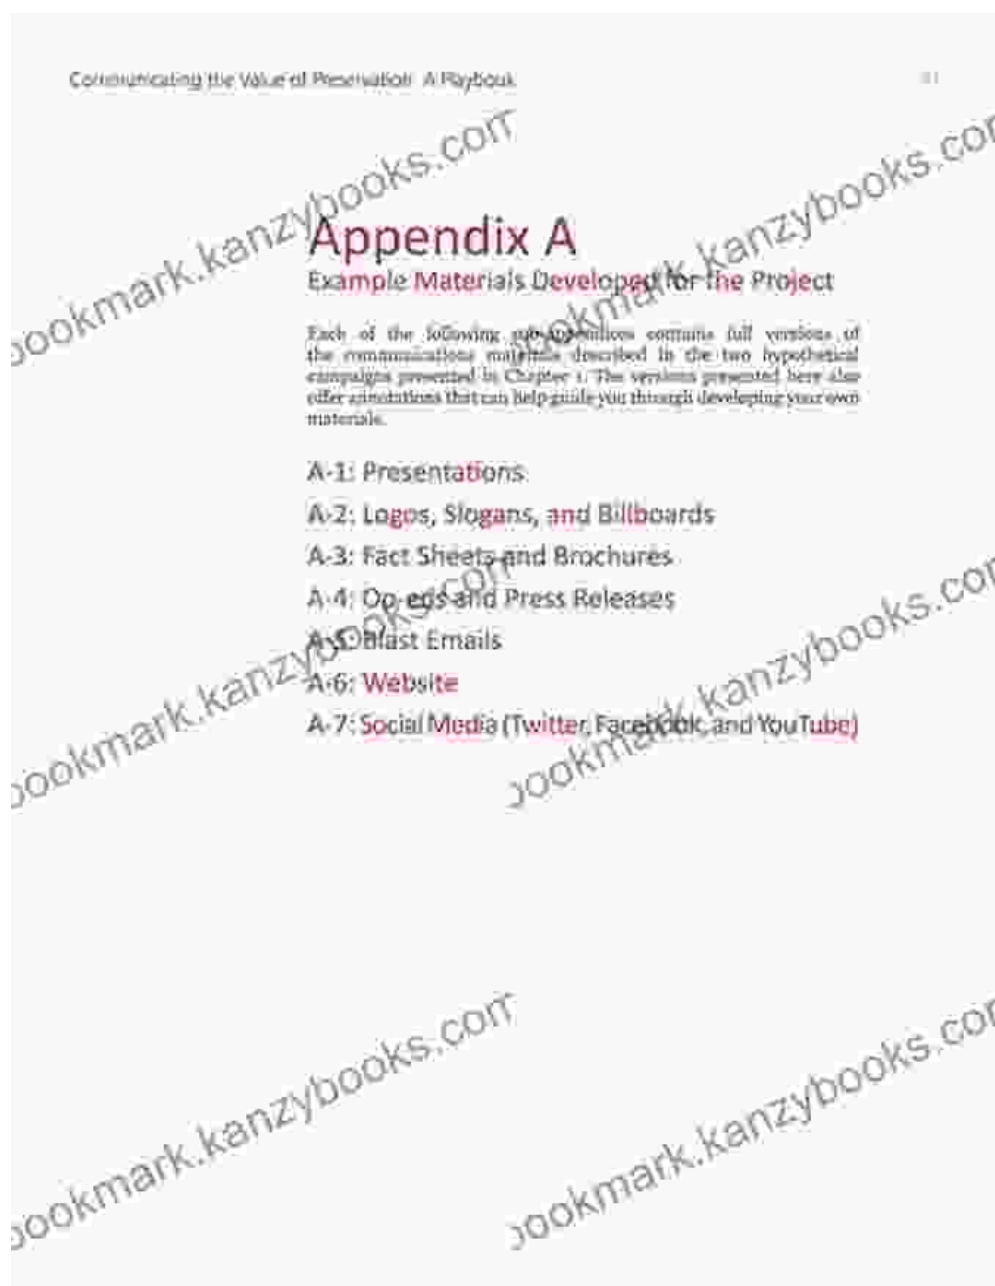 Communicating the Value of Preservation: A Playbook
Appendix A
Example Materials Developed for the Project
Each of the following sub-appendices contains full versions of
the communications materials described in the two hypothetical
campaigns presented in Chapter 1. The versions presented here also
offer annotations that can help guide you through developing your own
materials.
A-1: Presentations
A-2: Logos, Slogans, and Billboards
A-3: Fact Sheets and Brochures
A-4: Op-eds and Press Releases
A-5: Blast Emails
A-6: Website
A-7: Social Media (Twitter, Facebook, and YouTube)
bookmark.kanzybooks.com
bookmark.kanzybooks.com
bookmark.kanzybooks.com
bookmark.kanzybooks.com
bookmark.kanzybooks.com
bookmark.kanzybooks.com